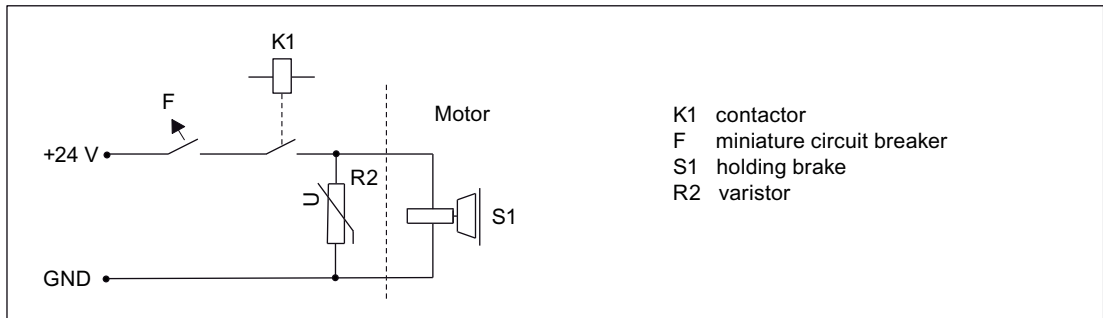 K1
F
Motor
+24 V
R2
U
S1
GND
K1 contactor
F miniature circuit breaker
S1 holding brake
R2 varistor